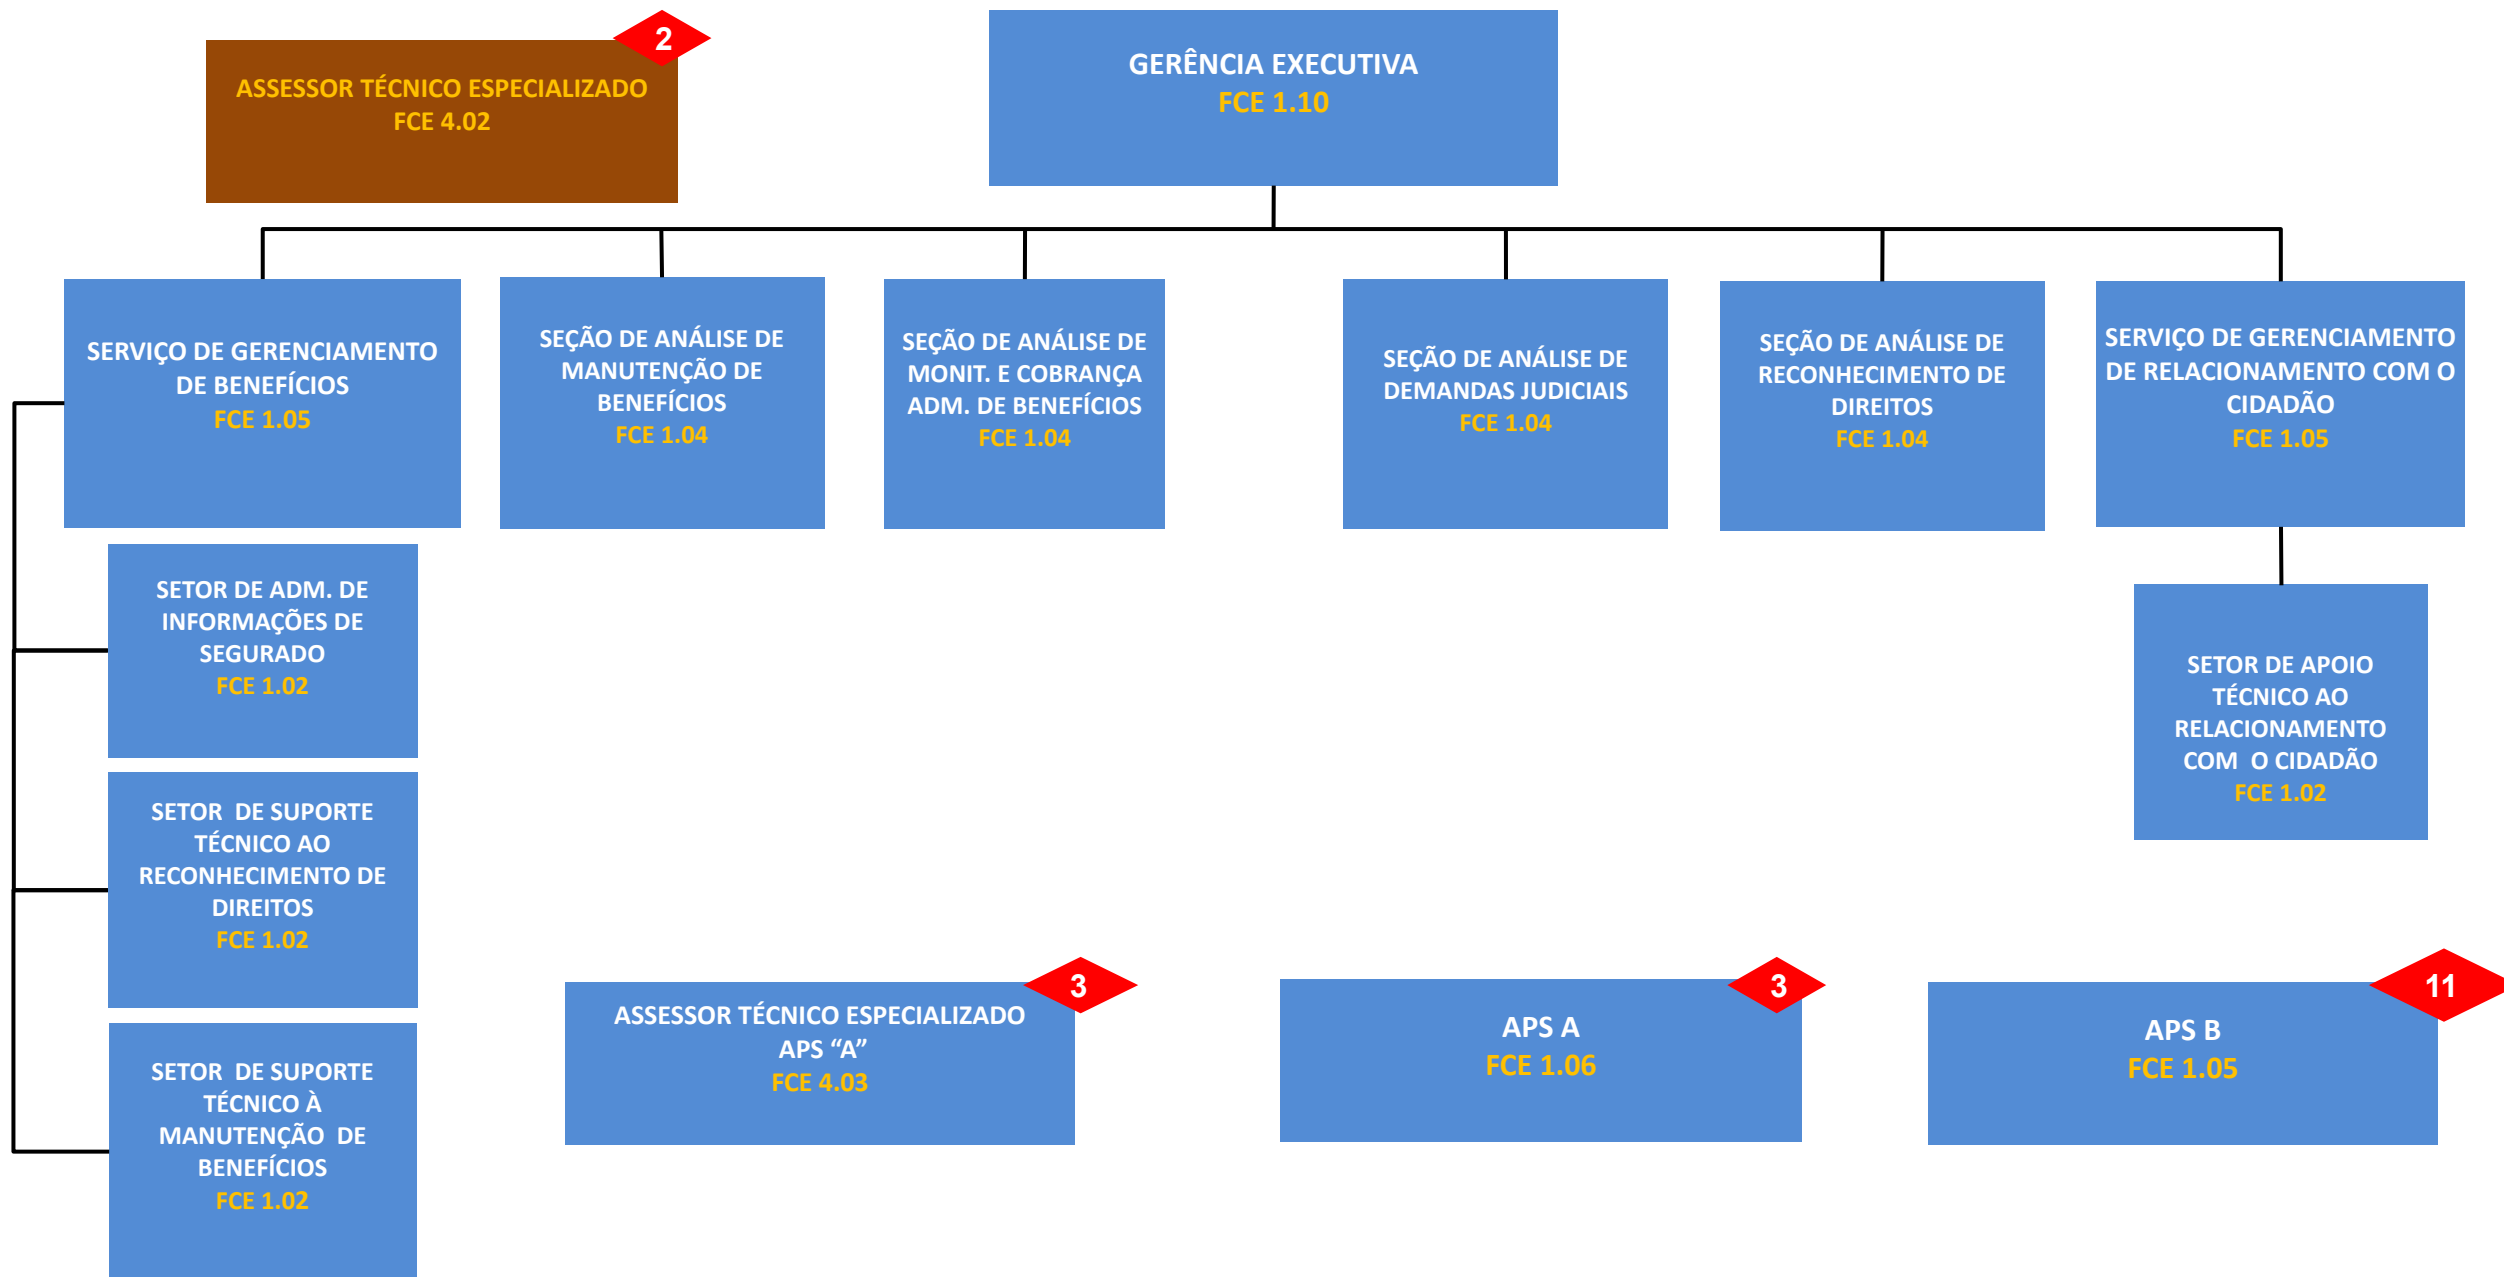 2
ASSESSOR TÉCNICO ESPECIALIZADO
FCE 4.02
GERÊNCIA EXECUTIVA
FCE 1.10
SERVIÇO DE GERENCIAMENTO
DE BENEFÍCIOS
FCE 1.05
SEÇÃO DE ANÁLISE DE
MANUTENÇÃO DE
BENEFÍCIOS
FCE 1.04
SEÇÃO DE ANÁLISE DE
MONIT. E COBRANÇA
ADM. DE BENEFÍCIOS
FCE 1.04
SEÇÃO DE ANÁLISE DE
DEMANDAS JUDICIAIS
FCE 1.04
SEÇÃO DE ANÁLISE DE
RECONHECIMENTO DE
DIREITOS
FCE 1.04
SERVIÇO DE GERENCIAMENTO
DE RELACIONAMENTO COM O
CIDADÃO
FCE 1.05
SETOR DE ADM. DE
INFORMAÇÕES DE
SEGURADO
FCE 1.02
SETOR DE APOIO
TÉCNICO AO
RELACIONAMENTO
COM  O CIDADÃO
FCE 1.02
SETOR  DE SUPORTE
TÉCNICO AO
RECONHECIMENTO DE
DIREITOS
FCE 1.02
SETOR  DE SUPORTE
TÉCNICO À
MANUTENÇÃO  DE
BENEFÍCIOS
FCE 1.02
3
ASSESSOR TÉCNICO ESPECIALIZADO
APS “A”
FCE 4.03
3
APS A
FCE 1.06
11
APS B
FCE 1.05